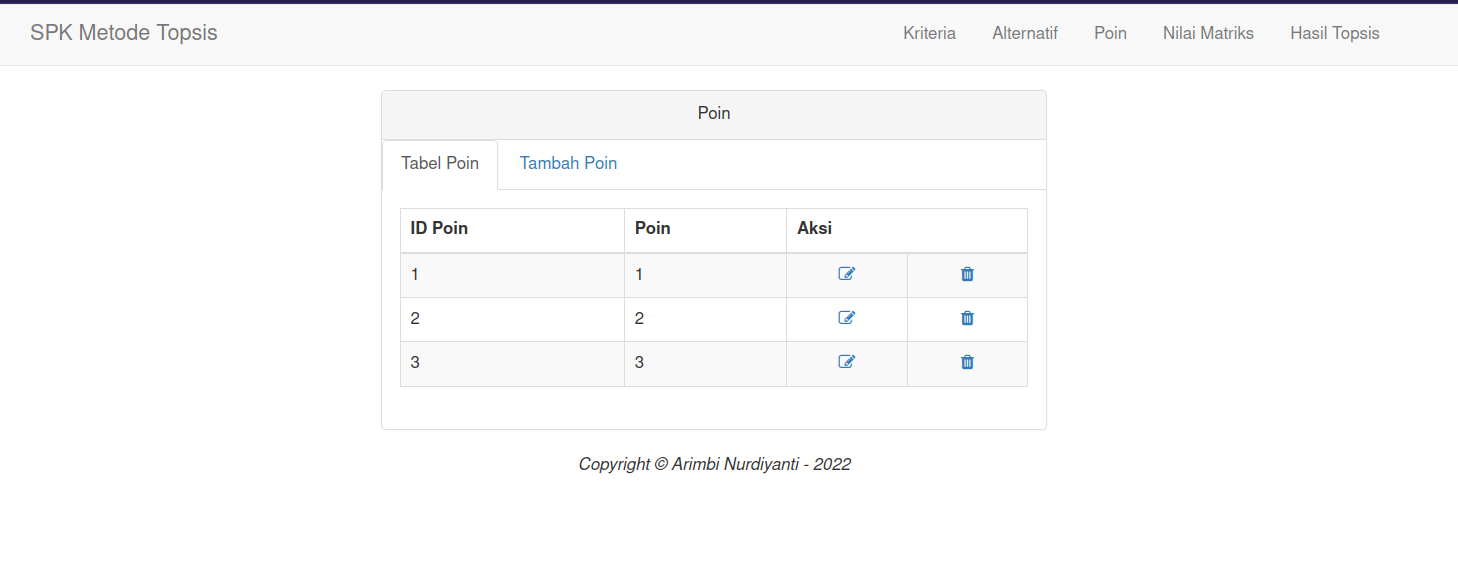 SPK Metode Topsis Kriteria Alternatif Poin Nilai Matriks Hasil Topsis
Poin
Tabel Poin Tambah Poin
ID Poin Poin Aksi
1 1
2 2
3 3
Copyright © Arimbi Nurdiyanti - 2022